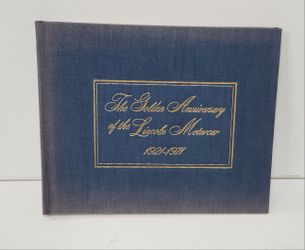 The Golden Anniversary
of the Lincoln Motorcar
1921-1971